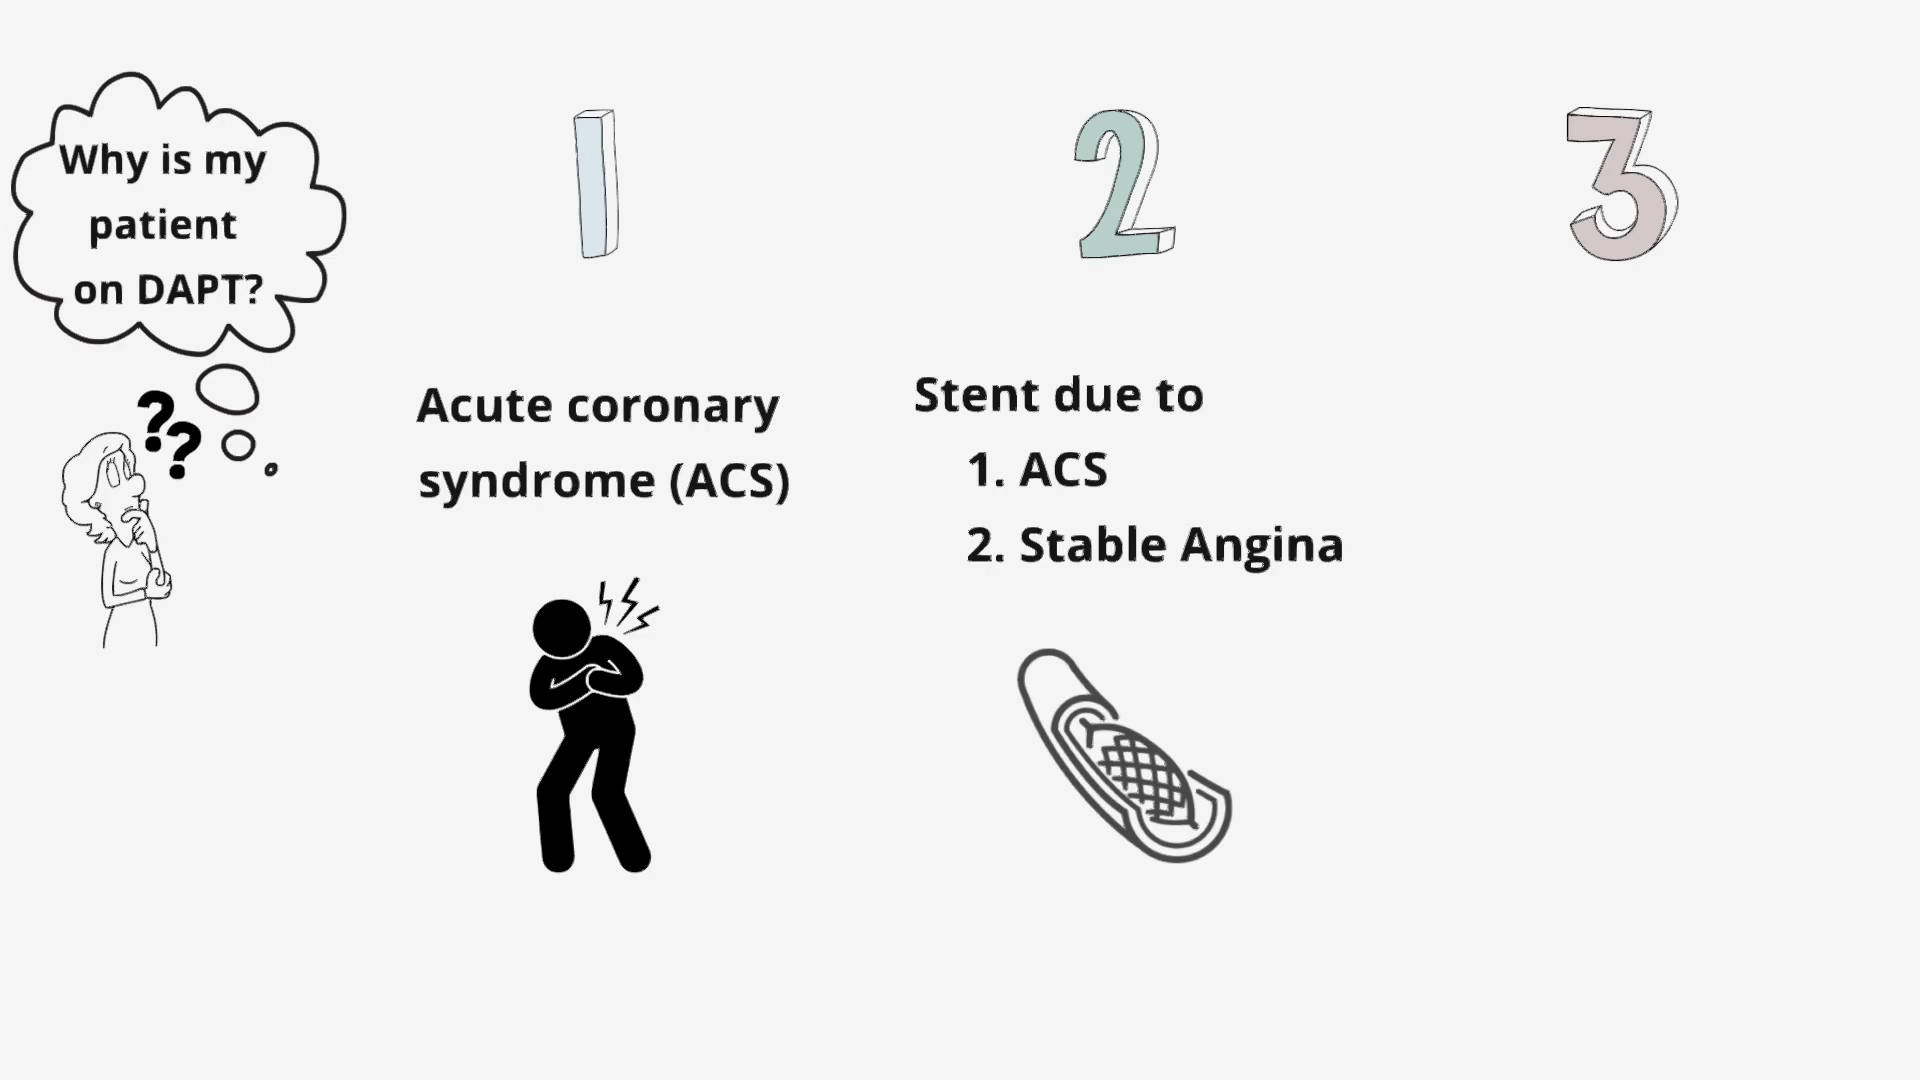 Why is my
patient
on DAPT?
??
1
2
3
Acute coronary
syndrome (ACS)
Stent due to
1. ACS
2. Stable Angina